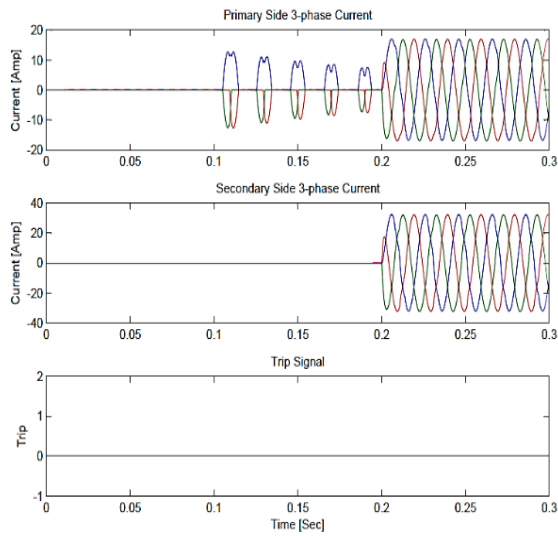 Primary Side 3-phase Current
Current [Amp]
20
10
0
-10
-20
0 0.05 0.1 0.15 0.2 0.25 0.3
Secondary Side 3-phase Current
Currrent [Amp]
40
20
0
-20
-40
0 0.05 0.1 0.15 0.2 0.25 0.3
Trip Signal
Trip
2
1
0
-1
0 0.05 0.1 0.15 0.2 0.25 0.3
Time [Sec]